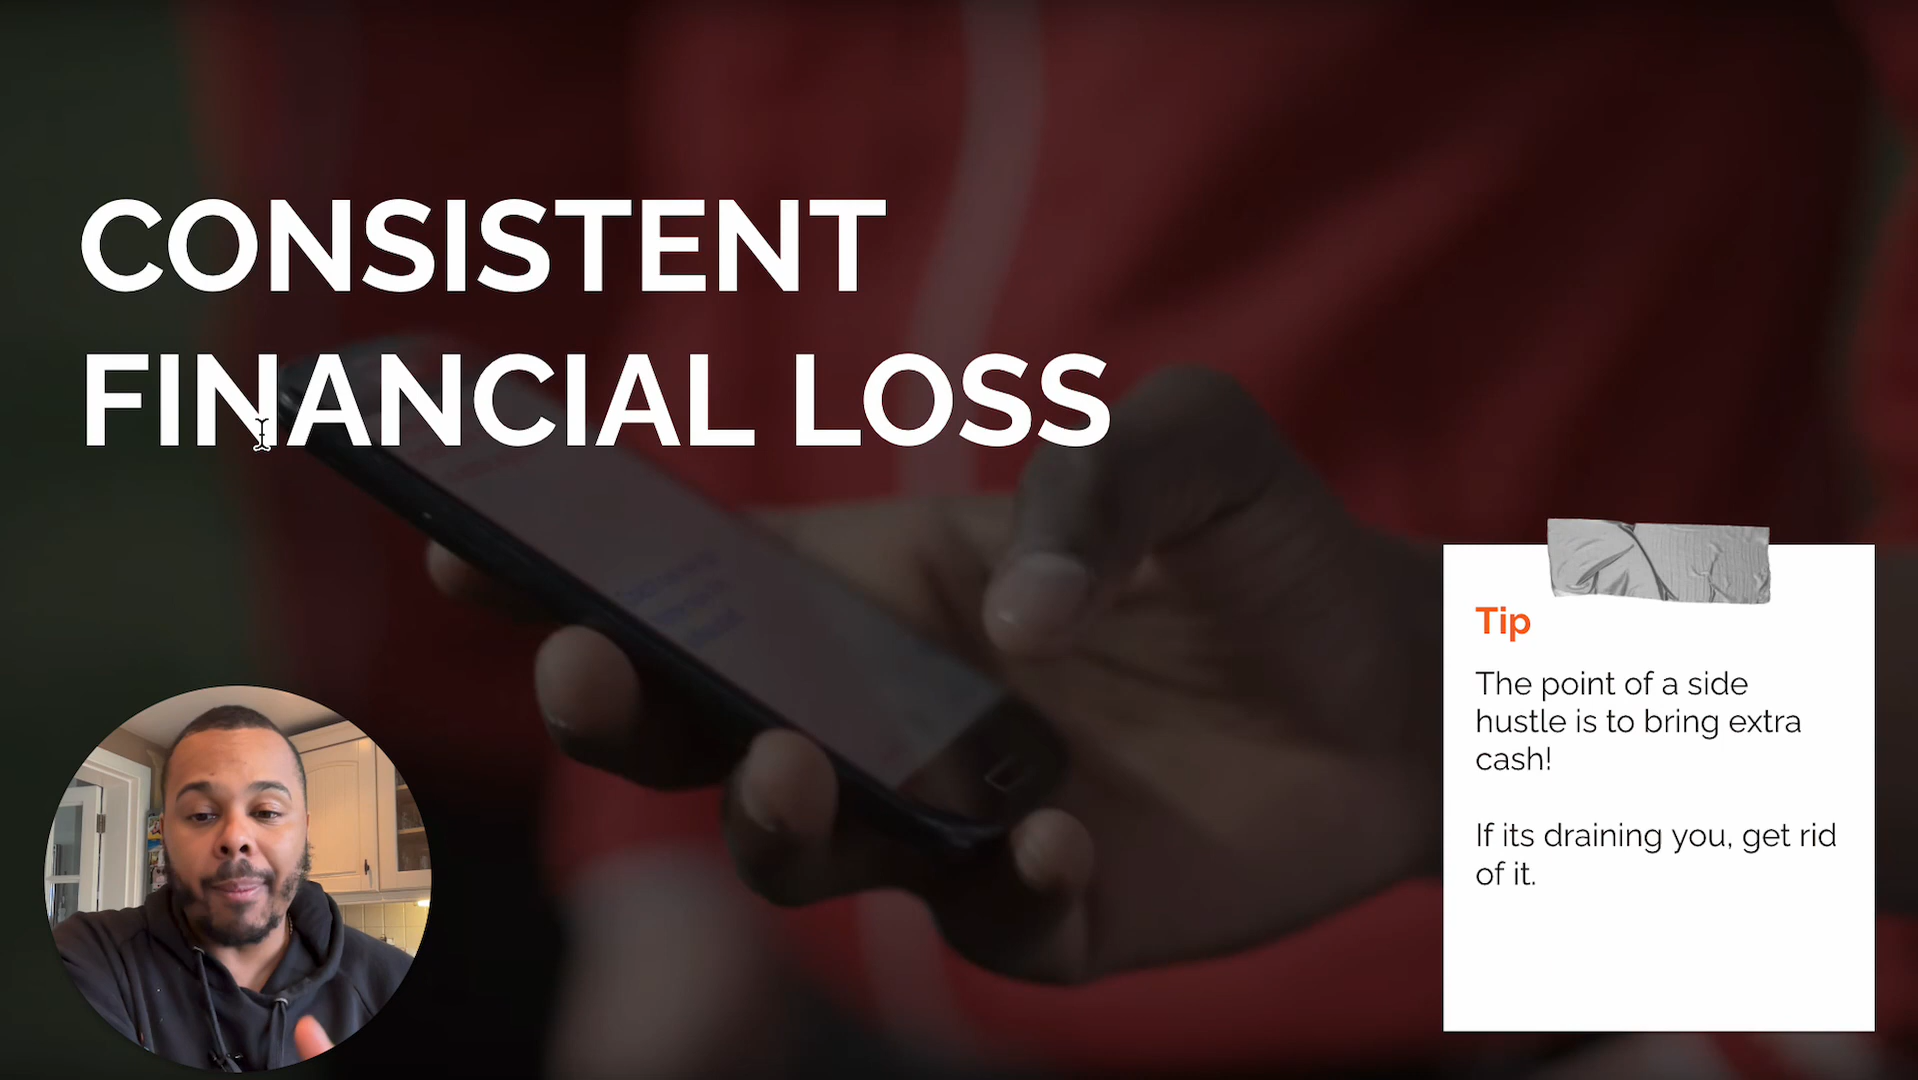 CONSISTENT
FINANCIAL LOSS
Tip
The point of a side
hustle is to bring extra
cash!
If its draining you, get rid
of it.